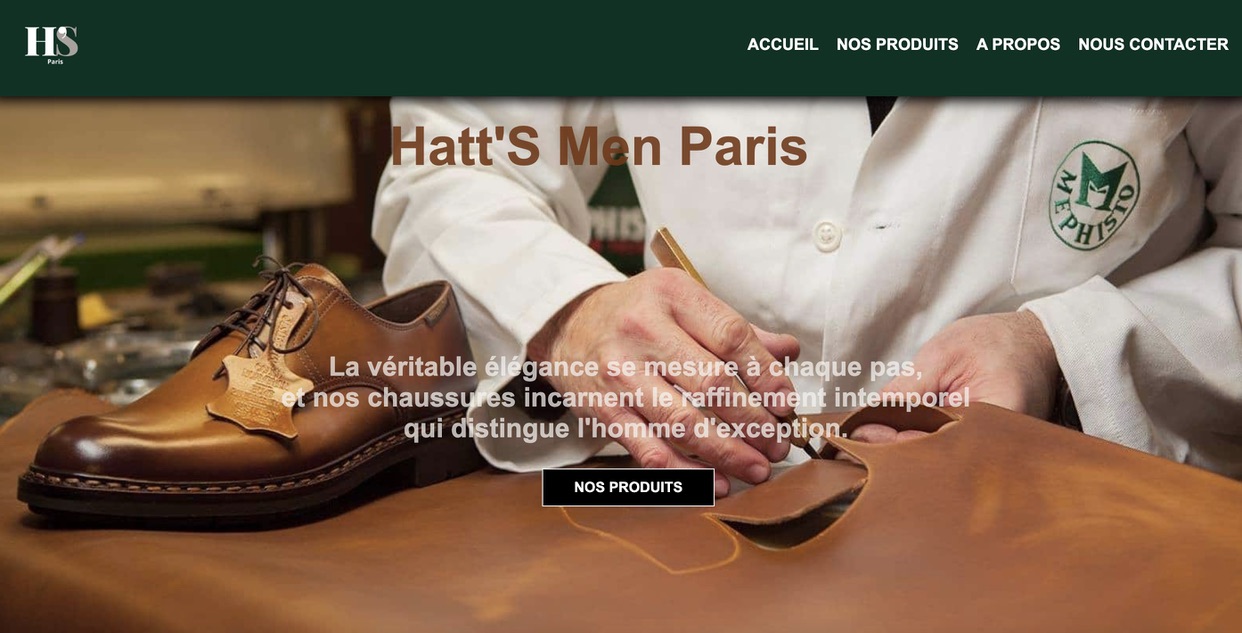 H'S
Paris
ACCUEIL NOS PRODUITS A PROPOS NOUS CONTACTER
Hatt'S Men Paris
MEPHISTO
La véritable élégance se mesure à chaque pas,
et nos chaussures incarnent le raffinement intemporel
qui distingue l'homme d'exception.
NOS PRODUITS